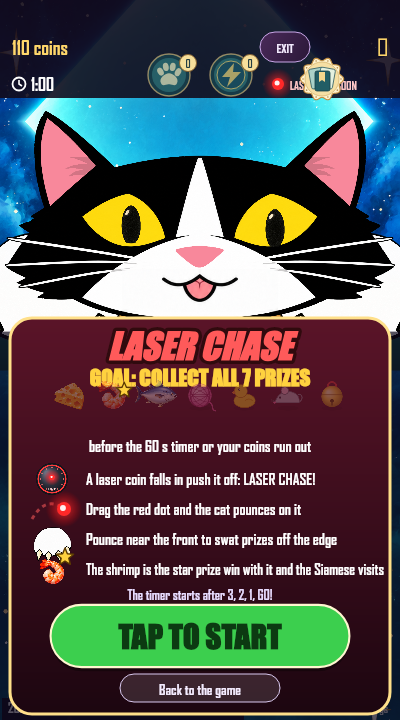 110 coins
EXIT
0
0
1:00
LASER CHASE
GOAL: COLLECT ALL 7 PRIZES
before the 60 s timer or your coins run out
A laser coin falls in push it off: LASER CHASE!
Drag the red dot and the cat pounces on it
Pounce near the front to swat prizes off the edge
The shrimp is the star prize win with it and the Siamese visits
The timer starts after 3, 2, 1, GO!
TAP TO START
Back to the game